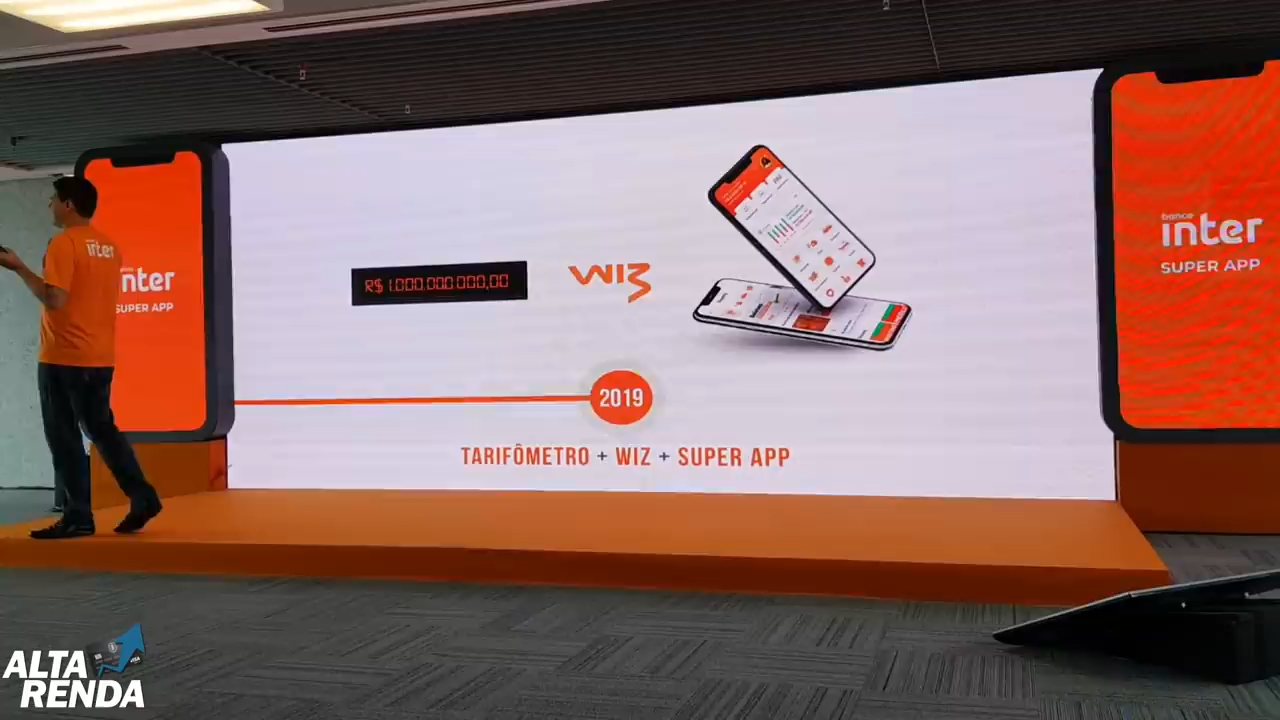 inter
inter
SUPER APP
R$ 1.000.000.000,00
WIZ
2019
TARIFÔMETRO + WIZ + SUPER APP
banco
inter
SUPER APP
ALTA
RENDA